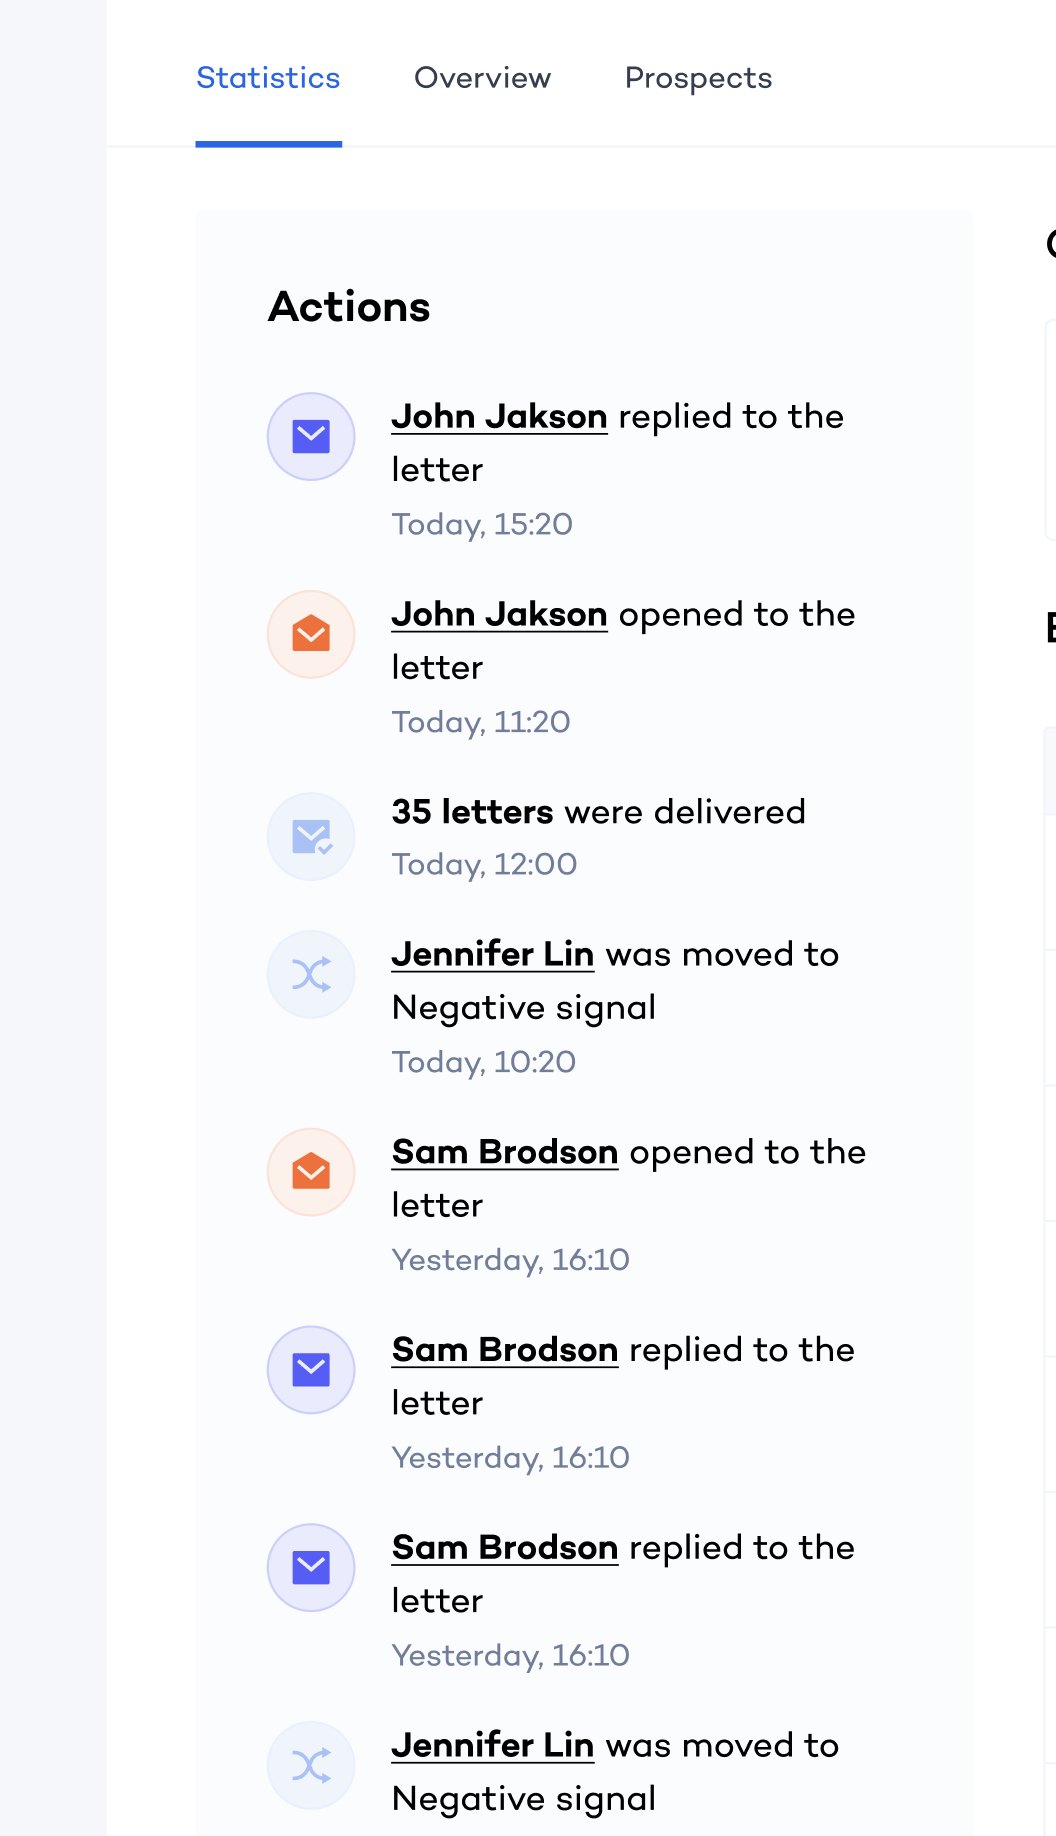 Statistics Overview Prospects
Actions
John Jakson replied to the
letter
Today, 15:20
John Jakson opened to the
letter
Today, 11:20
35 letters were delivered
Today, 12:00
Jennifer Lin was moved to
Negative signal
Today, 10:20
Sam Brodson opened to the
letter
Yesterday, 16:10
Sam Brodson replied to the
letter
Yesterday, 16:10
Sam Brodson replied to the
letter
Yesterday, 16:10
Jennifer Lin was moved to
Negative signal